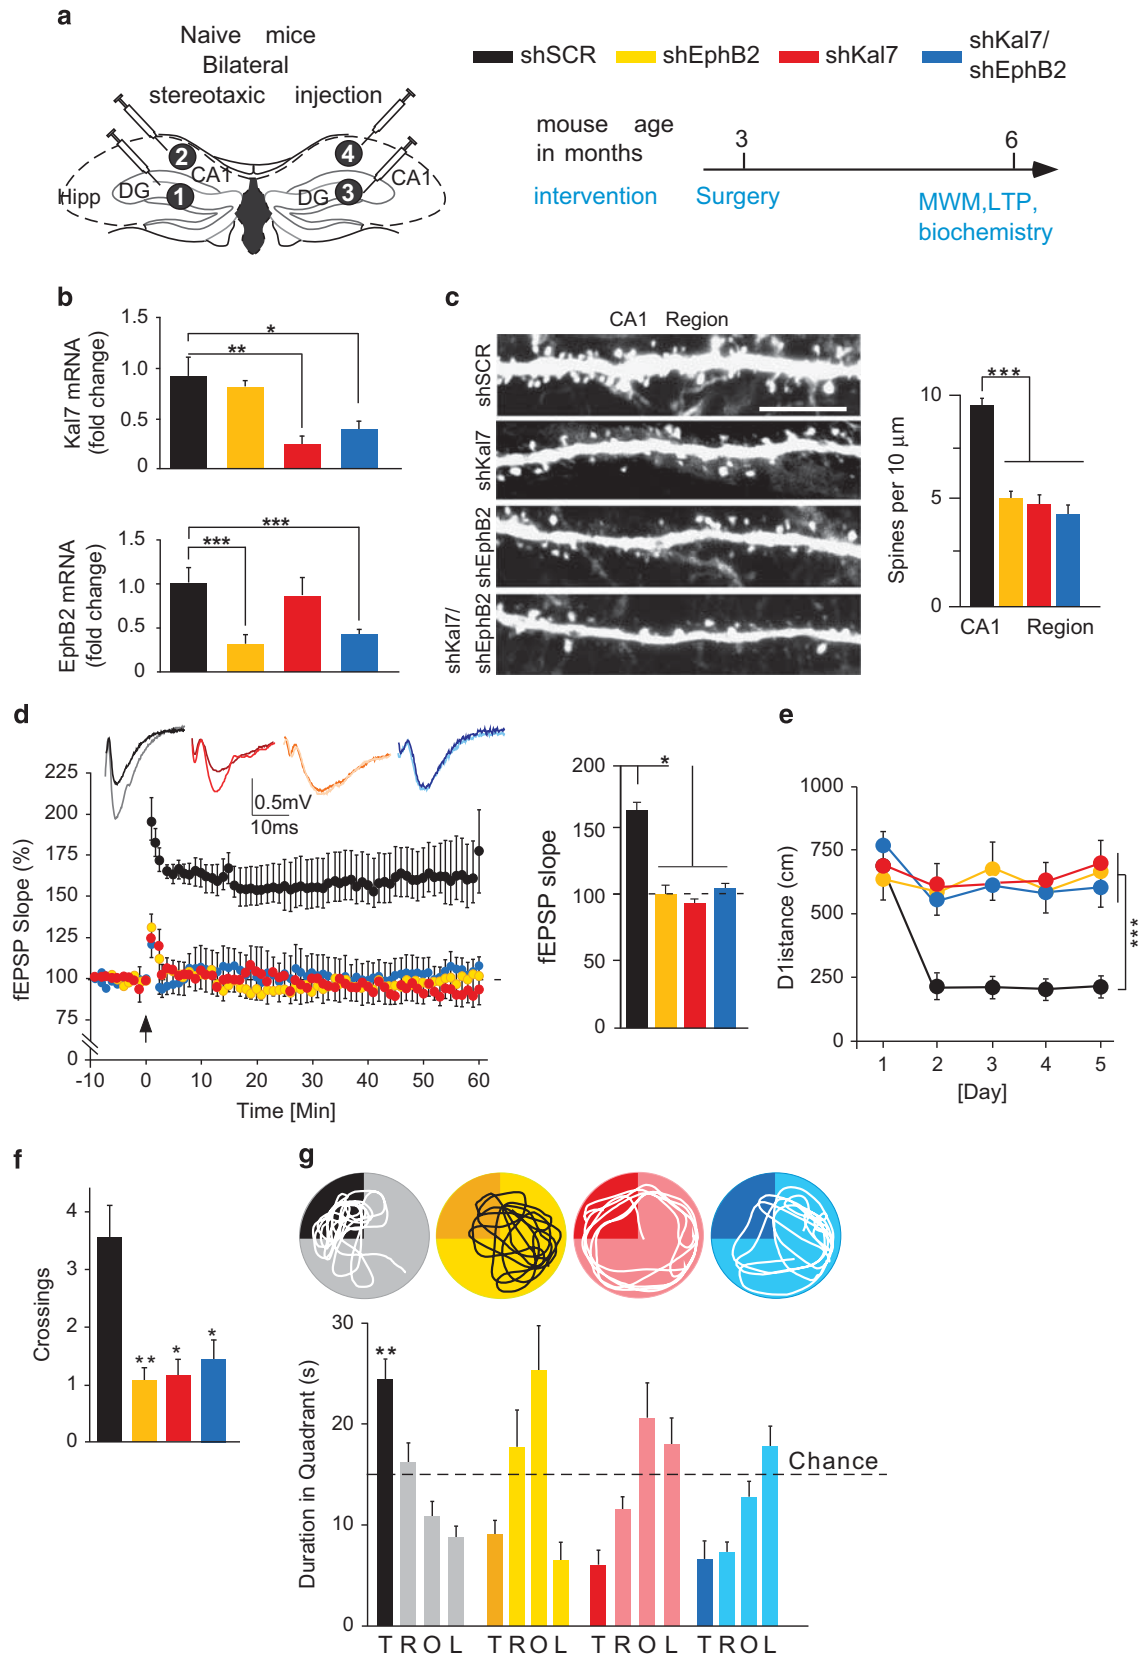 a
Naive mice
Bilateral
stereotaxic injection
shSCR
shEphB2
shKal7
shKal7/
shEphB2
2
4
CA1
CA1
Hipp
DG
1
DG
3
mouse age
in months
3
6
intervention
Surgery
MWM,LTP,
biochemistry
b
Kal7 mRNA
(fold change)
1.5
1.0
0.5
0
*
**
EphB2 mRNA
(fold change)
1.5
1.0
0.5
0
***
***
c
CA1 Region
shSCR
shKal7
shEphB2
shKal7/
shEphB2
Spines per 10 µm
10
5
0
***
CA1 Region
d
fEPSP Slope (%)
225
200
175
150
125
100
75
0
0.5mV
10ms
-10
0
10
20
30
40
50
60
Time [Min]
fEPSP slope
200
150
100
50
0
*
e
D1istance (cm)
1000
750
500
250
0
***
1
2
3
4
5
[Day]
f
Crossings
4
3
2
1
0
**
*
*
g
Duration in Quadrant (s)
30
20
10
0
**
Chance
T R O L
T R O L
T R O L
T R O L